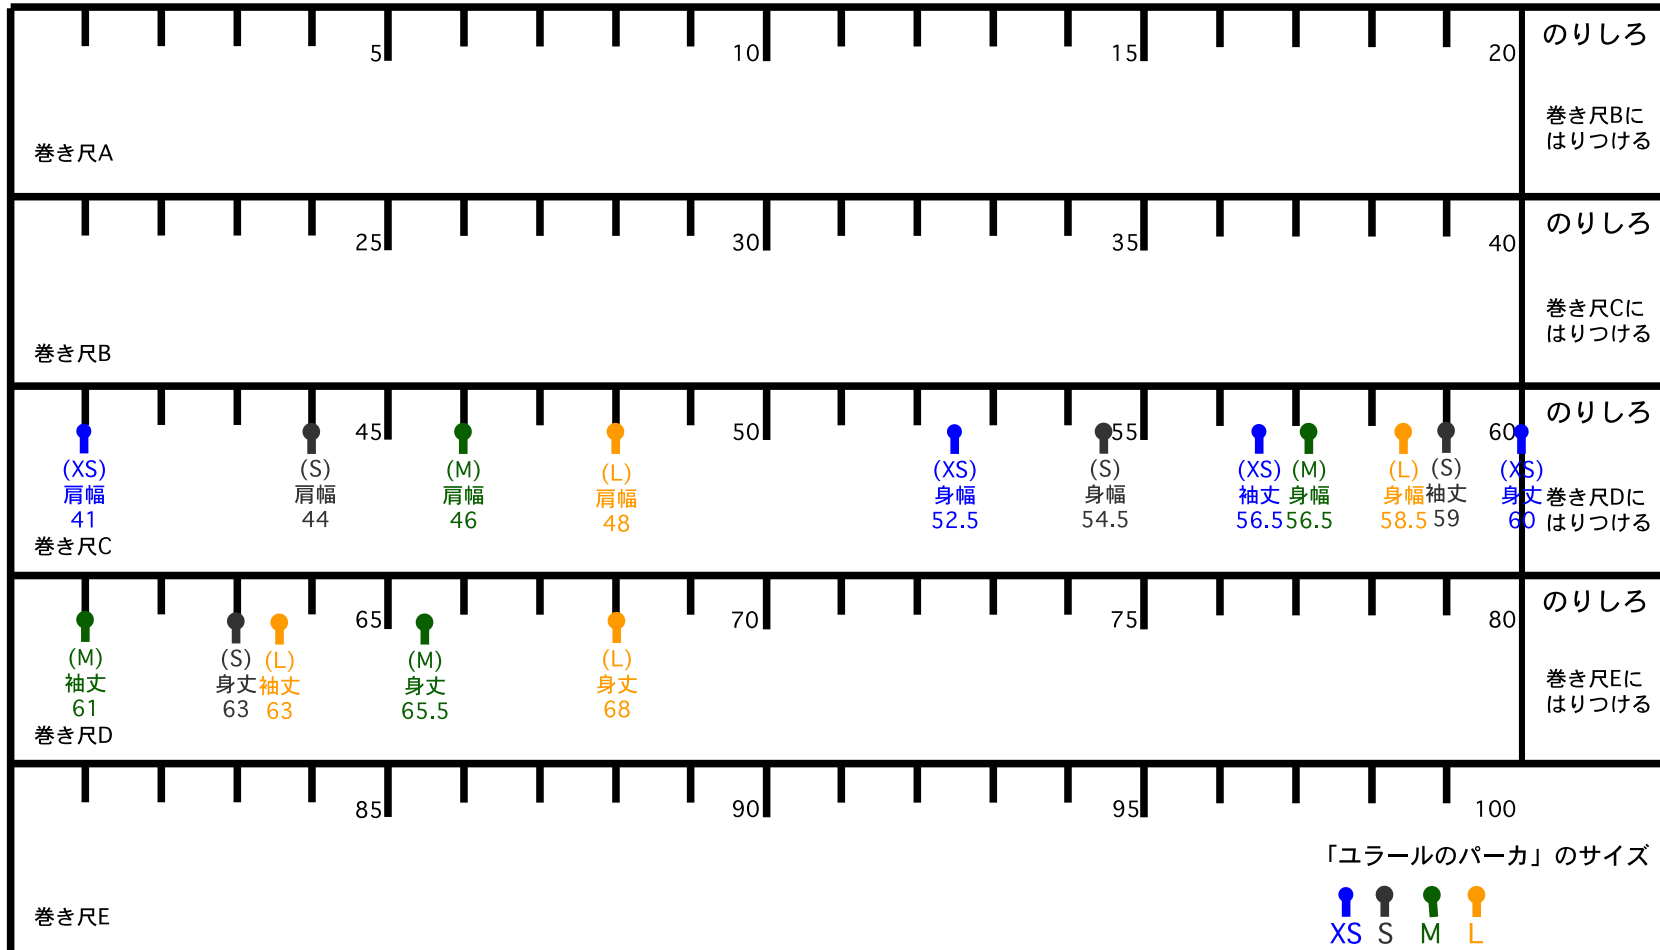 5
10
15
20
のりしろ
巻き尺Bに
はりつける
巻き尺A
25
30
35
40
のりしろ
巻き尺Cに
はりつける
巻き尺B
45
50
55
60
のりしろ
(XS)
肩幅
41
(S)
肩幅
44
(M)
肩幅
46
(L)
肩幅
48
(XS)
身幅
52.5
(S)
身幅
54.5
(XS)
袖丈
56.5
(M)
身幅
56.5
(L)
身幅
58.5
(S)
袖丈
59
(XS)
身丈
60
巻き尺Dに
はりつける
巻き尺C
65
70
75
80
のりしろ
(M)
袖丈
61
(S)
身丈
63
(L)
袖丈
63
(M)
身丈
65.5
(L)
身丈
68
巻き尺Eに
はりつける
巻き尺D
85
90
95
100
「ユラールのパーカ」のサイズ
XS S M L
巻き尺E